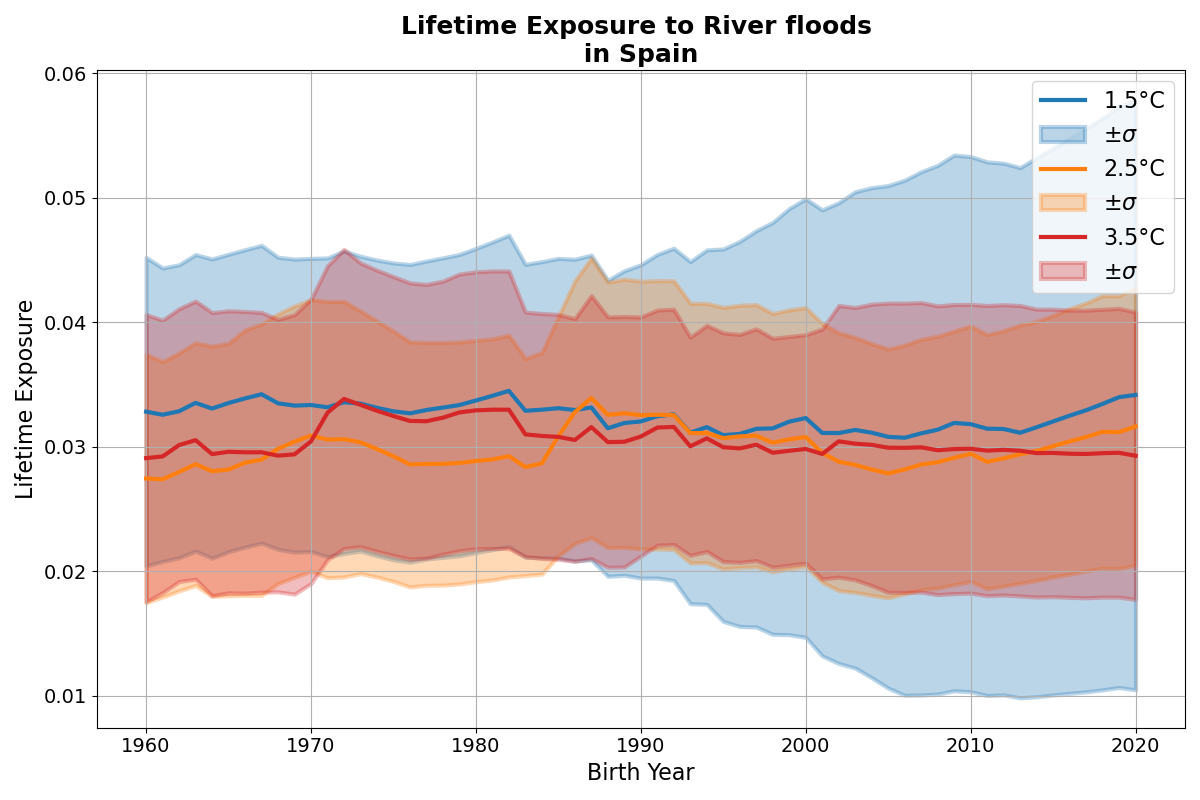 Lifetime Exposure to River floods
in Spain
0.06
0.05
0.04
0.03
0.02
0.01
Lifetime Exposure
1.5°C
±σ
2.5°C
±σ
3.5°C
±σ
1960
1970
1980
1990
2000
2010
2020
Birth Year